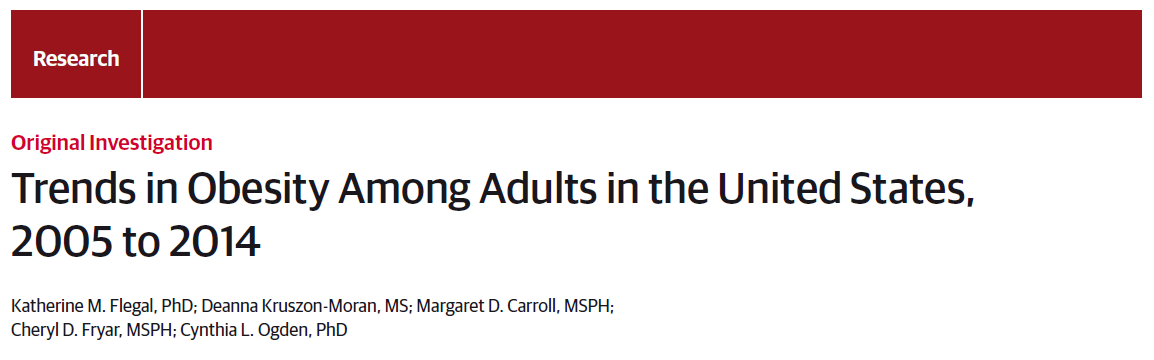 Research
Original Investigation
Trends in Obesity Among Adults in the United States,
2005 to 2014
Katherine M. Flegal, PhD; Deanna Kruszon-Moran, MS; Margaret D. Carroll, MSPH;
Cheryl D. Fryar, MSPH; Cynthia L. Ogden, PhD